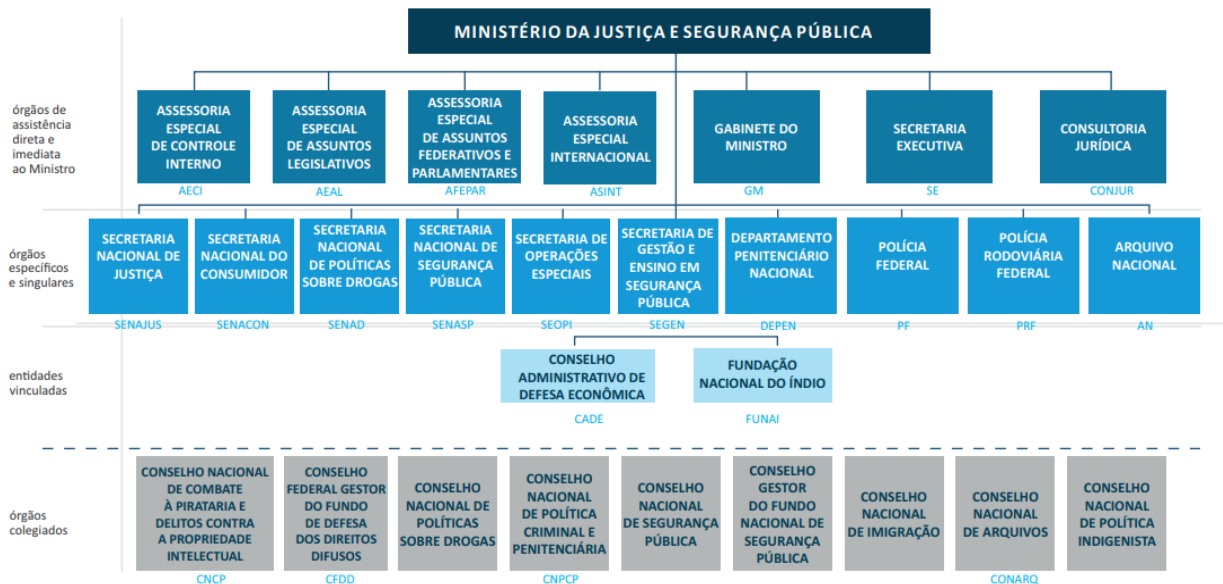 MINISTÉRIO DA JUSTIÇA E SEGURANÇA PÚBLICA
órgãos de
assistência
direta e
imediata
ao Ministro
ASSESSORIA
ESPECIAL
DE CONTROLE
INTERNO
AECI
ASSESSORIA
ESPECIAL
DE ASSUNTOS
LEGISLATIVOS
AEAL
ASSESSORIA
ESPECIAL
DE ASSUNTOS
FEDERATIVOS E
PARLAMENTARES
AFEPAR
ASSESSORIA
ESPECIAL
INTERNACIONAL
ASINT
GABINETE DO
MINISTRO
GM
SECRETARIA
EXECUTIVA
SE
CONSULTORIA
JURÍDICA
CONJUR
órgãos
específicos
e singulares
SECRETARIA
NACIONAL DE
JUSTIÇA
SENAJUS
SECRETARIA
NACIONAL DO
CONSUMIDOR
SENACON
SECRETARIA
NACIONAL
DE POLÍTICAS
SOBRE DROGAS
SENAD
SECRETARIA
NACIONAL DE
SEGURANÇA
PÚBLICA
SENASP
SECRETARIA DE
OPERAÇÕES
ESPECIAIS
SEOPI
SECRETARIA DE
GESTÃO E
ENSINO EM
SEGURANÇA
PÚBLICA
SEGEN
DEPARTAMENTO
PENITENCIÁRIO
NACIONAL
DEPEN
POLÍCIA
FEDERAL
PF
POLÍCIA
RODOVIÁRIA
FEDERAL
PRF
ARQUIVO
NACIONAL
AN
entidades
vinculadas
CONSELHO
ADMINISTRATIVO DE
DEFESA ECONÔMICA
CADE
FUNDAÇÃO
NACIONAL DO ÍNDIO
FUNAI
órgãos
colegiados
CONSELHO NACIONAL
DE COMBATE
À PIRATARIA E
DELITOS CONTRA
A PROPRIEDADE
INTELECTUAL
CNCP
CONSELHO
FEDERAL GESTOR
DO FUNDO
DE DEFESA
DOS DIREITOS
DIFUSOS
CFDD
CONSELHO
NACIONAL DE
POLÍTICAS
SOBRE DROGAS
CONSELHO
NACIONAL
DE POLÍTICA
CRIMINAL E
PENITENCIÁRIA
CNPCP
CONSELHO
NACIONAL
DE SEGURANÇA
PÚBLICA
CONSELHO
GESTOR
DO FUNDO
NACIONAL DE
SEGURANÇA
PÚBLICA
CONSELHO
NACIONAL
DE IMIGRAÇÃO
CONSELHO
NACIONAL
DE ARQUIVOS
CONARQ
CONSELHO
NACIONAL
DE POLÍTICA
INDIGENISTA